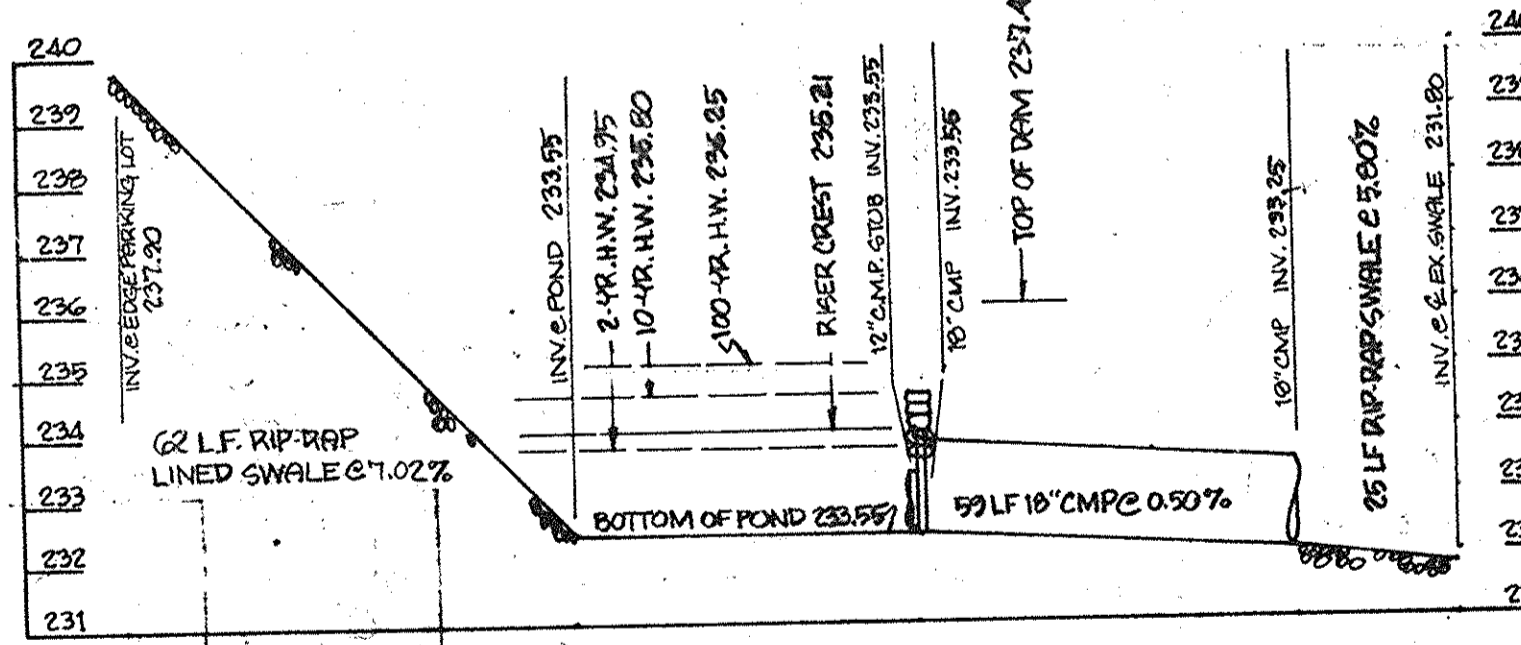 240
239
238
237
236
235
234
233
232
231
INV. @ EDGE PARKING LOT
237.90
62 L.F. RIP-RAP
LINED SWALE @ 7.02%
INV. @ POND 233.55
2-YR. H.W. 234.95
10-YR. H.W. 235.80
100-YR. H.W. 236.25
RISER CREST 235.21
12" C.M.P. STUB INV. 233.55
18" CMP INV. 233.55
TOP OF DAM 237.4
BOTTOM OF POND 233.55
59 LF 18" CMP @ 0.50%
18" CMP INV. 233.25
25 LF RIP-RAP SWALE @ 5.80%
INV. @ ℄ EX. SWALE 231.80